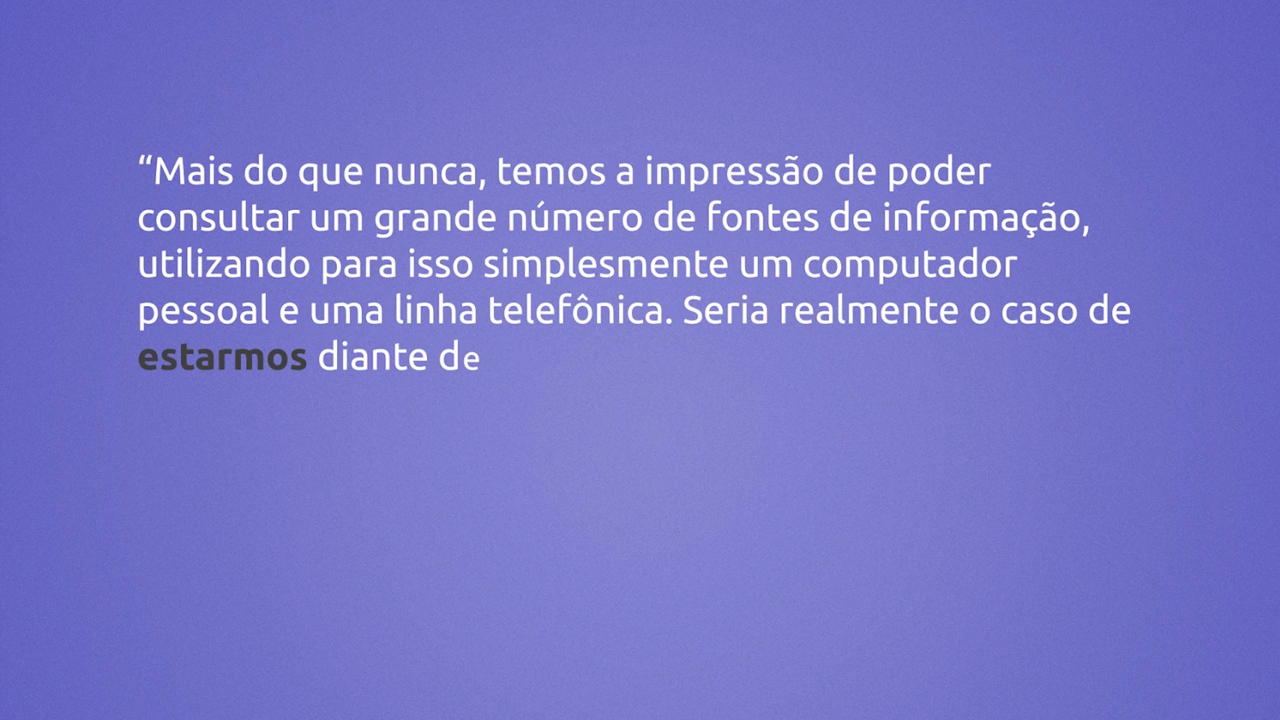 “Mais do que nunca, temos a impressão de poder
consultar um grande número de fontes de informação,
utilizando para isso simplesmente um computador
pessoal e uma linha telefônica. Seria realmente o caso de
estarmos diante de